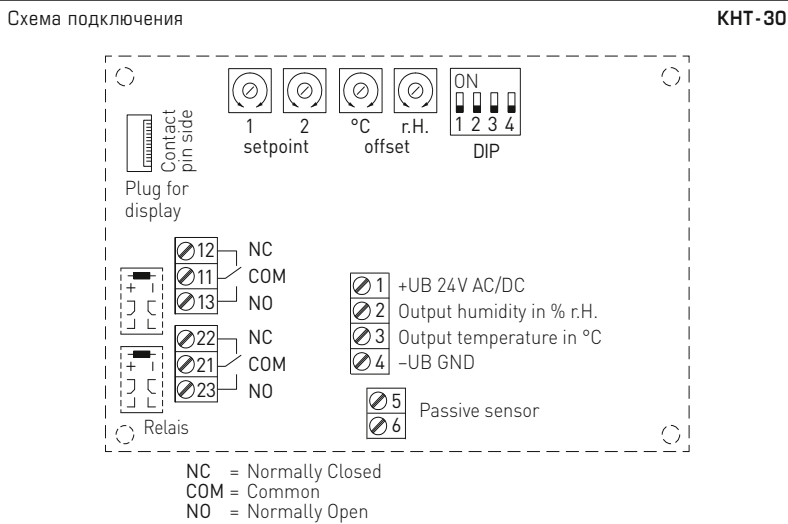 Схема подключения KHT-30
ON
1 2 3 4
DIP
1 2 °C r.H.
setpoint offset
Contact
pin side
Plug for
display
12 NC
11 COM
13 NO
22 NC
21 COM
23 NO
+ -
+ -
Relais
1 +UB 24V AC/DC
2 Output humidity in % r.H.
3 Output temperature in °C
4 –UB GND
5
6
Passive sensor
NC = Normally Closed
COM = Common
NO = Normally Open